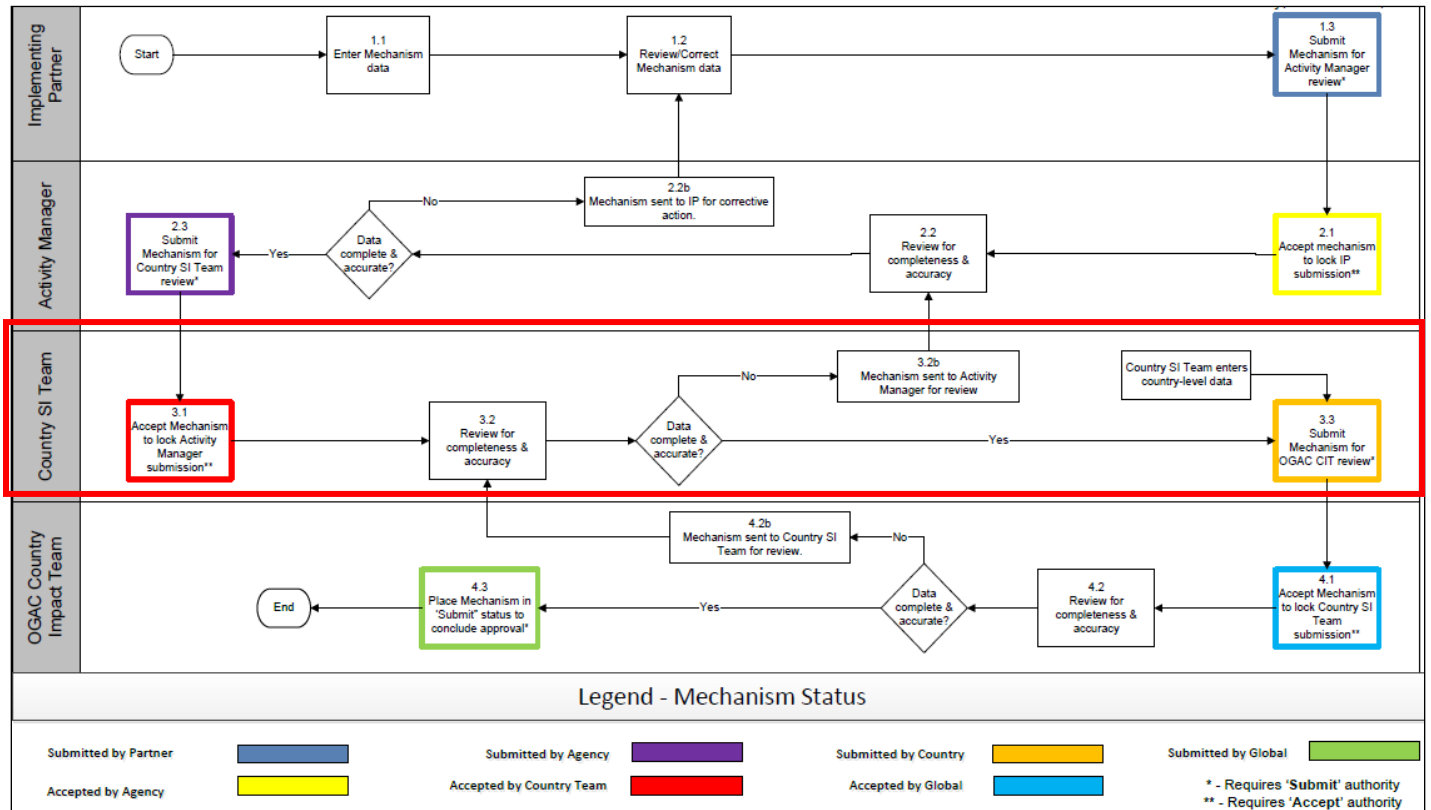 Implementing
Partner
Start
1.1
Enter Mechanism
data
1.2
Review/Correct
Mechanism data
1.3
Submit
Mechanism for
Activity Manager
review*
Activity Manager
2.3
Submit
Mechanism for
Country SI Team
review*
Yes
Data
complete &
accurate?
No
2.2b
Mechanism sent to IP for corrective
action.
2.2
Review for
completeness &
accuracy
2.1
Accept mechanism
to lock IP
submission**
Country SI Team
3.1
Accept Mechanism
to lock Activity
Manager
submission**
3.2
Review for
completeness &
accuracy
Data
complete &
accurate?
No
3.2b
Mechanism sent to Activity
Manager for review
Yes
Country SI Team enters
country-level data
3.3
Submit
Mechanism for
OGAC CIT review*
OGAC Country
Impact Team
End
4.3
Place Mechanism in
'Submit" status to
conclude approval*
Yes
4.2b
Mechanism sent to Country SI
Team for review.
No
Data
complete &
accurate?
4.2
Review for
completeness &
accuracy
4.1
Accept Mechanism
to lock Country SI
Team
submission**
Legend - Mechanism Status
Submitted by Partner
Submitted by Agency
Submitted by Country
Submitted by Global
Accepted by Agency
Accepted by Country Team
Accepted by Global
* - Requires 'Submit' authority
** - Requires 'Accept' authority